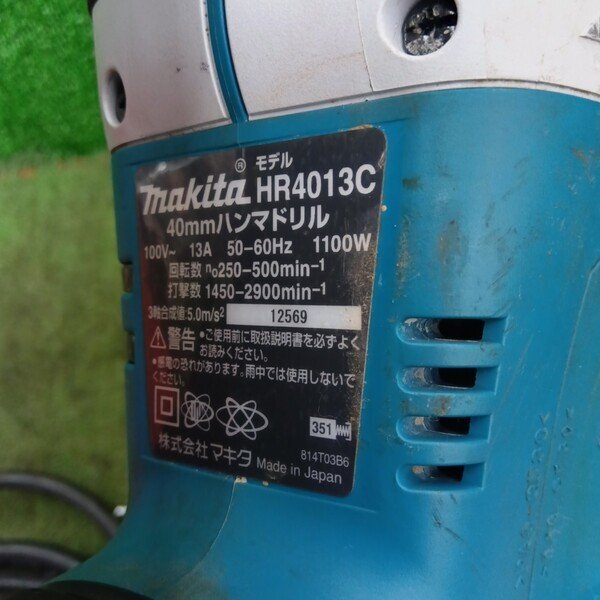 モデル
makita® HR4013C
40mmハンマドリル
100V~ 13A 50-60Hz 1100W
回転数 n₀250-500min⁻¹
打撃数 1450-2900min⁻¹
3軸合成値:5.0m/s² 12569
⚠警告 •ご使用前に取扱説明書を必ずよく
お読みください。
•感電の恐れがあります。雨中では使用しないで
ください。
351
株式会社マキタ Made in Japan
814T03B6